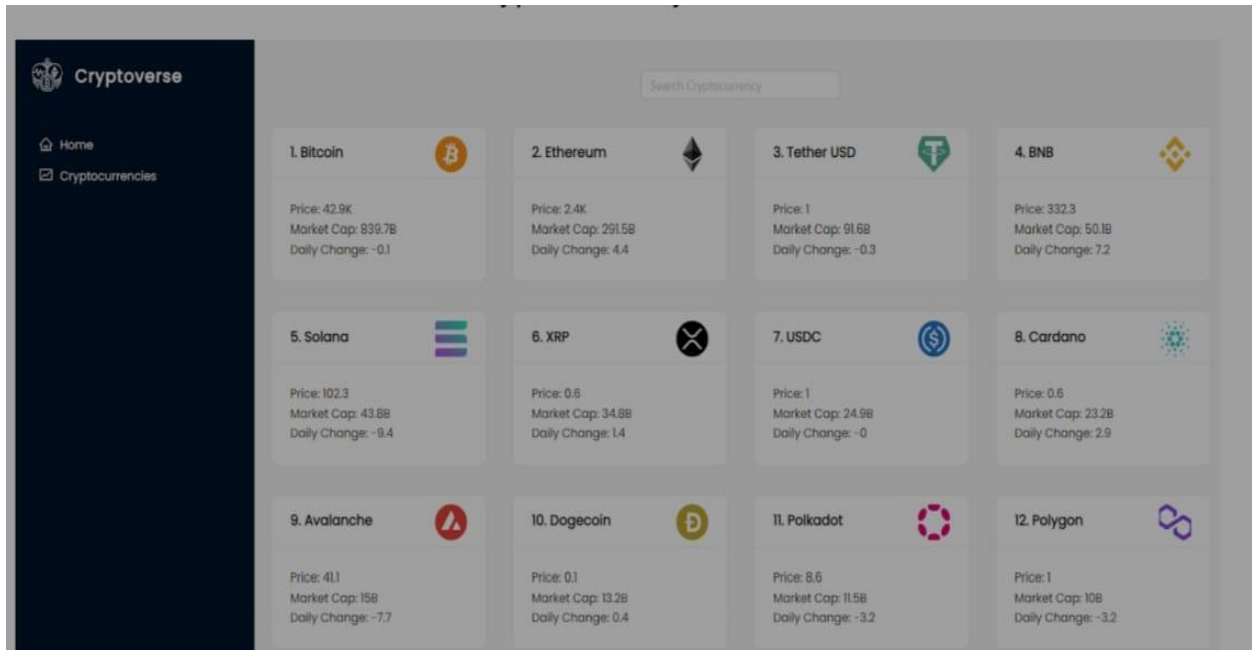 Cryptoverse
Home
Cryptocurrencies
Search Cryptocurrency
1. Bitcoin
Price: 42.9K
Market Cap: 839.7B
Daily Change: -0.1
2. Ethereum
Price: 2.4K
Market Cap: 291.5B
Daily Change: 4.4
3. Tether USD
Price: 1
Market Cap: 91.6B
Daily Change: -0.3
4. BNB
Price: 332.3
Market Cap: 50.1B
Daily Change: 7.2
5. Solana
Price: 102.3
Market Cap: 43.8B
Daily Change: -9.4
6. XRP
Price: 0.6
Market Cap: 34.8B
Daily Change: 1.4
7. USDC
Price: 1
Market Cap: 24.9B
Daily Change: -0
8. Cardano
Price: 0.6
Market Cap: 23.2B
Daily Change: 2.9
9. Avalanche
Price: 41.1
Market Cap: 15B
Daily Change: -7.7
10. Dogecoin
Price: 0.1
Market Cap: 13.2B
Daily Change: 0.4
11. Polkadot
Price: 8.6
Market Cap: 11.5B
Daily Change: -3.2
12. Polygon
Price: 1
Market Cap: 10B
Daily Change: -3.2